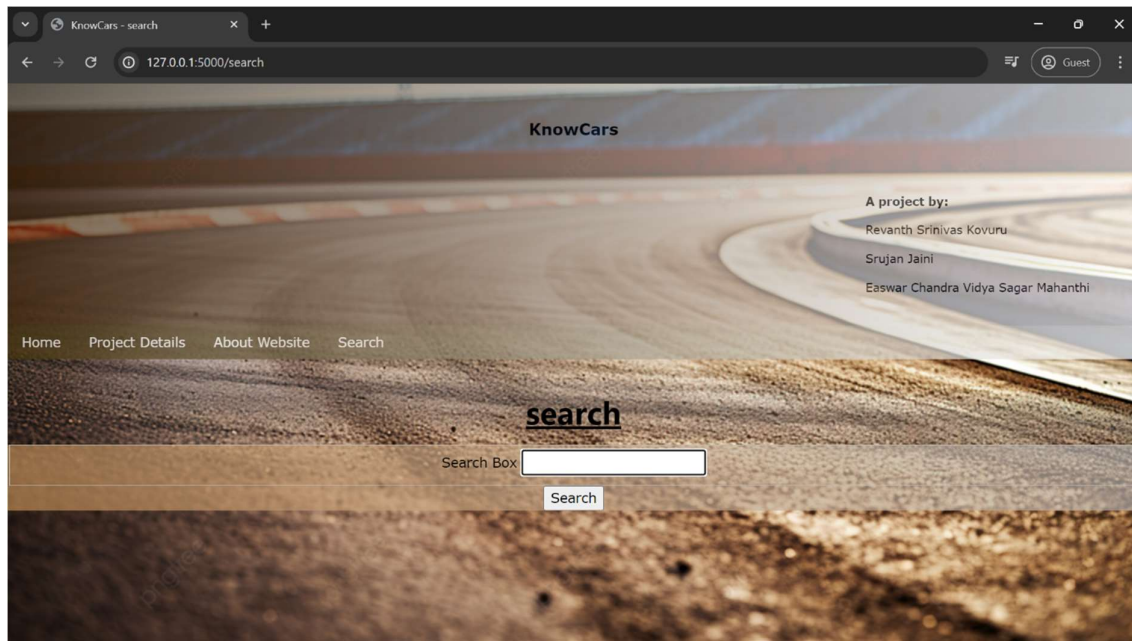 KnowCars - search
127.0.0.1:5000/search
Guest
KnowCars
A project by:
Revanth Srinivas Kovuru
Srujan Jaini
Easwar Chandra Vidya Sagar Mahanthi
Home Project Details About Website Search
search
Search Box
Search